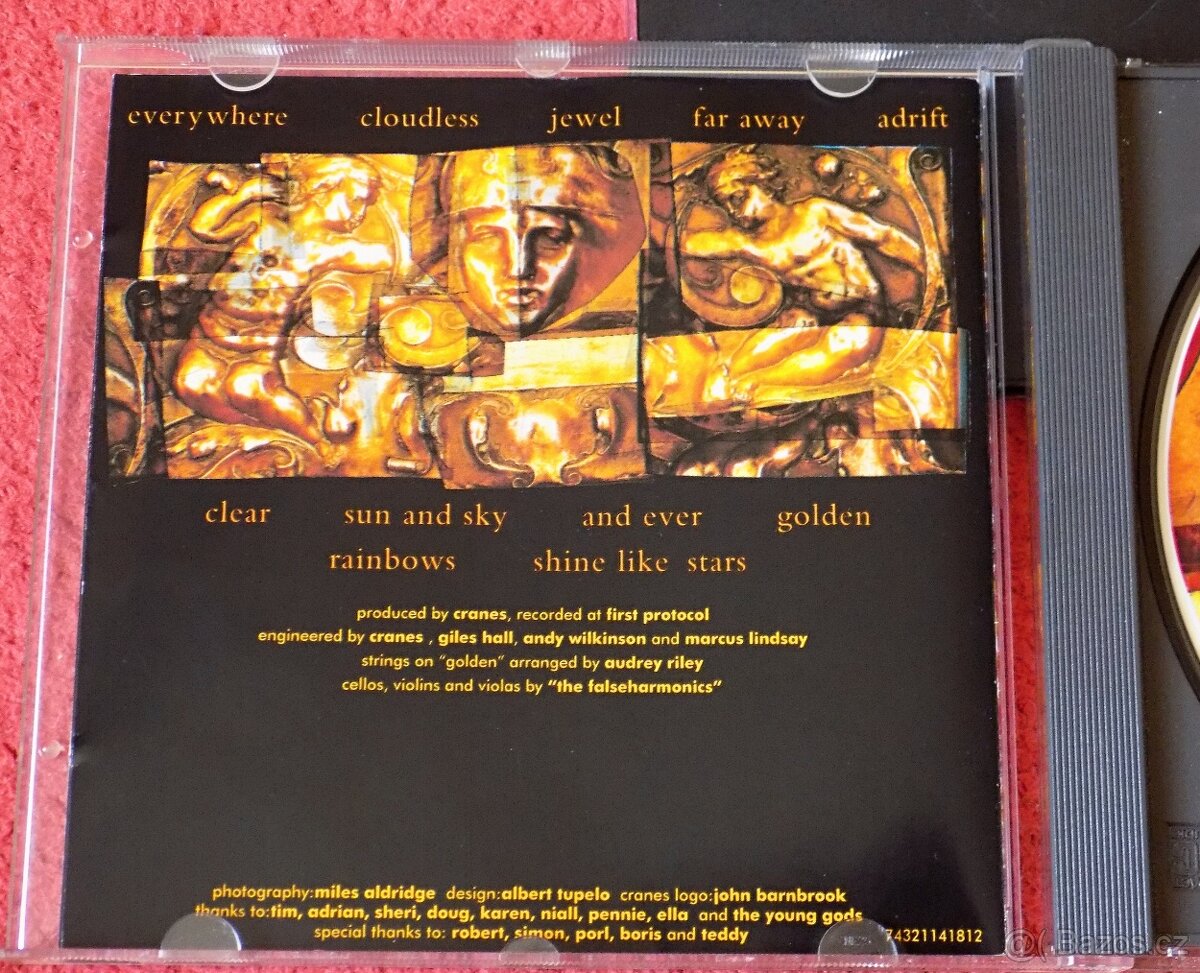 everywhere cloudless jewel far away adrift
clear sun and sky and ever golden
rainbows shine like stars
produced by cranes, recorded at first protocol
engineered by cranes , giles hall, andy wilkinson and marcus lindsay
strings on "golden" arranged by audrey riley
cellos, violins and violas by "the falseharmonics"
photography:miles aldridge design:albert tupelo cranes logo:john barnbrook
thanks to:tim, adrian, sheri, doug, karen, niall, pennie, ella and the young gods
special thanks to: robert, simon, porl, boris and teddy
74321141812
Bazos.cz